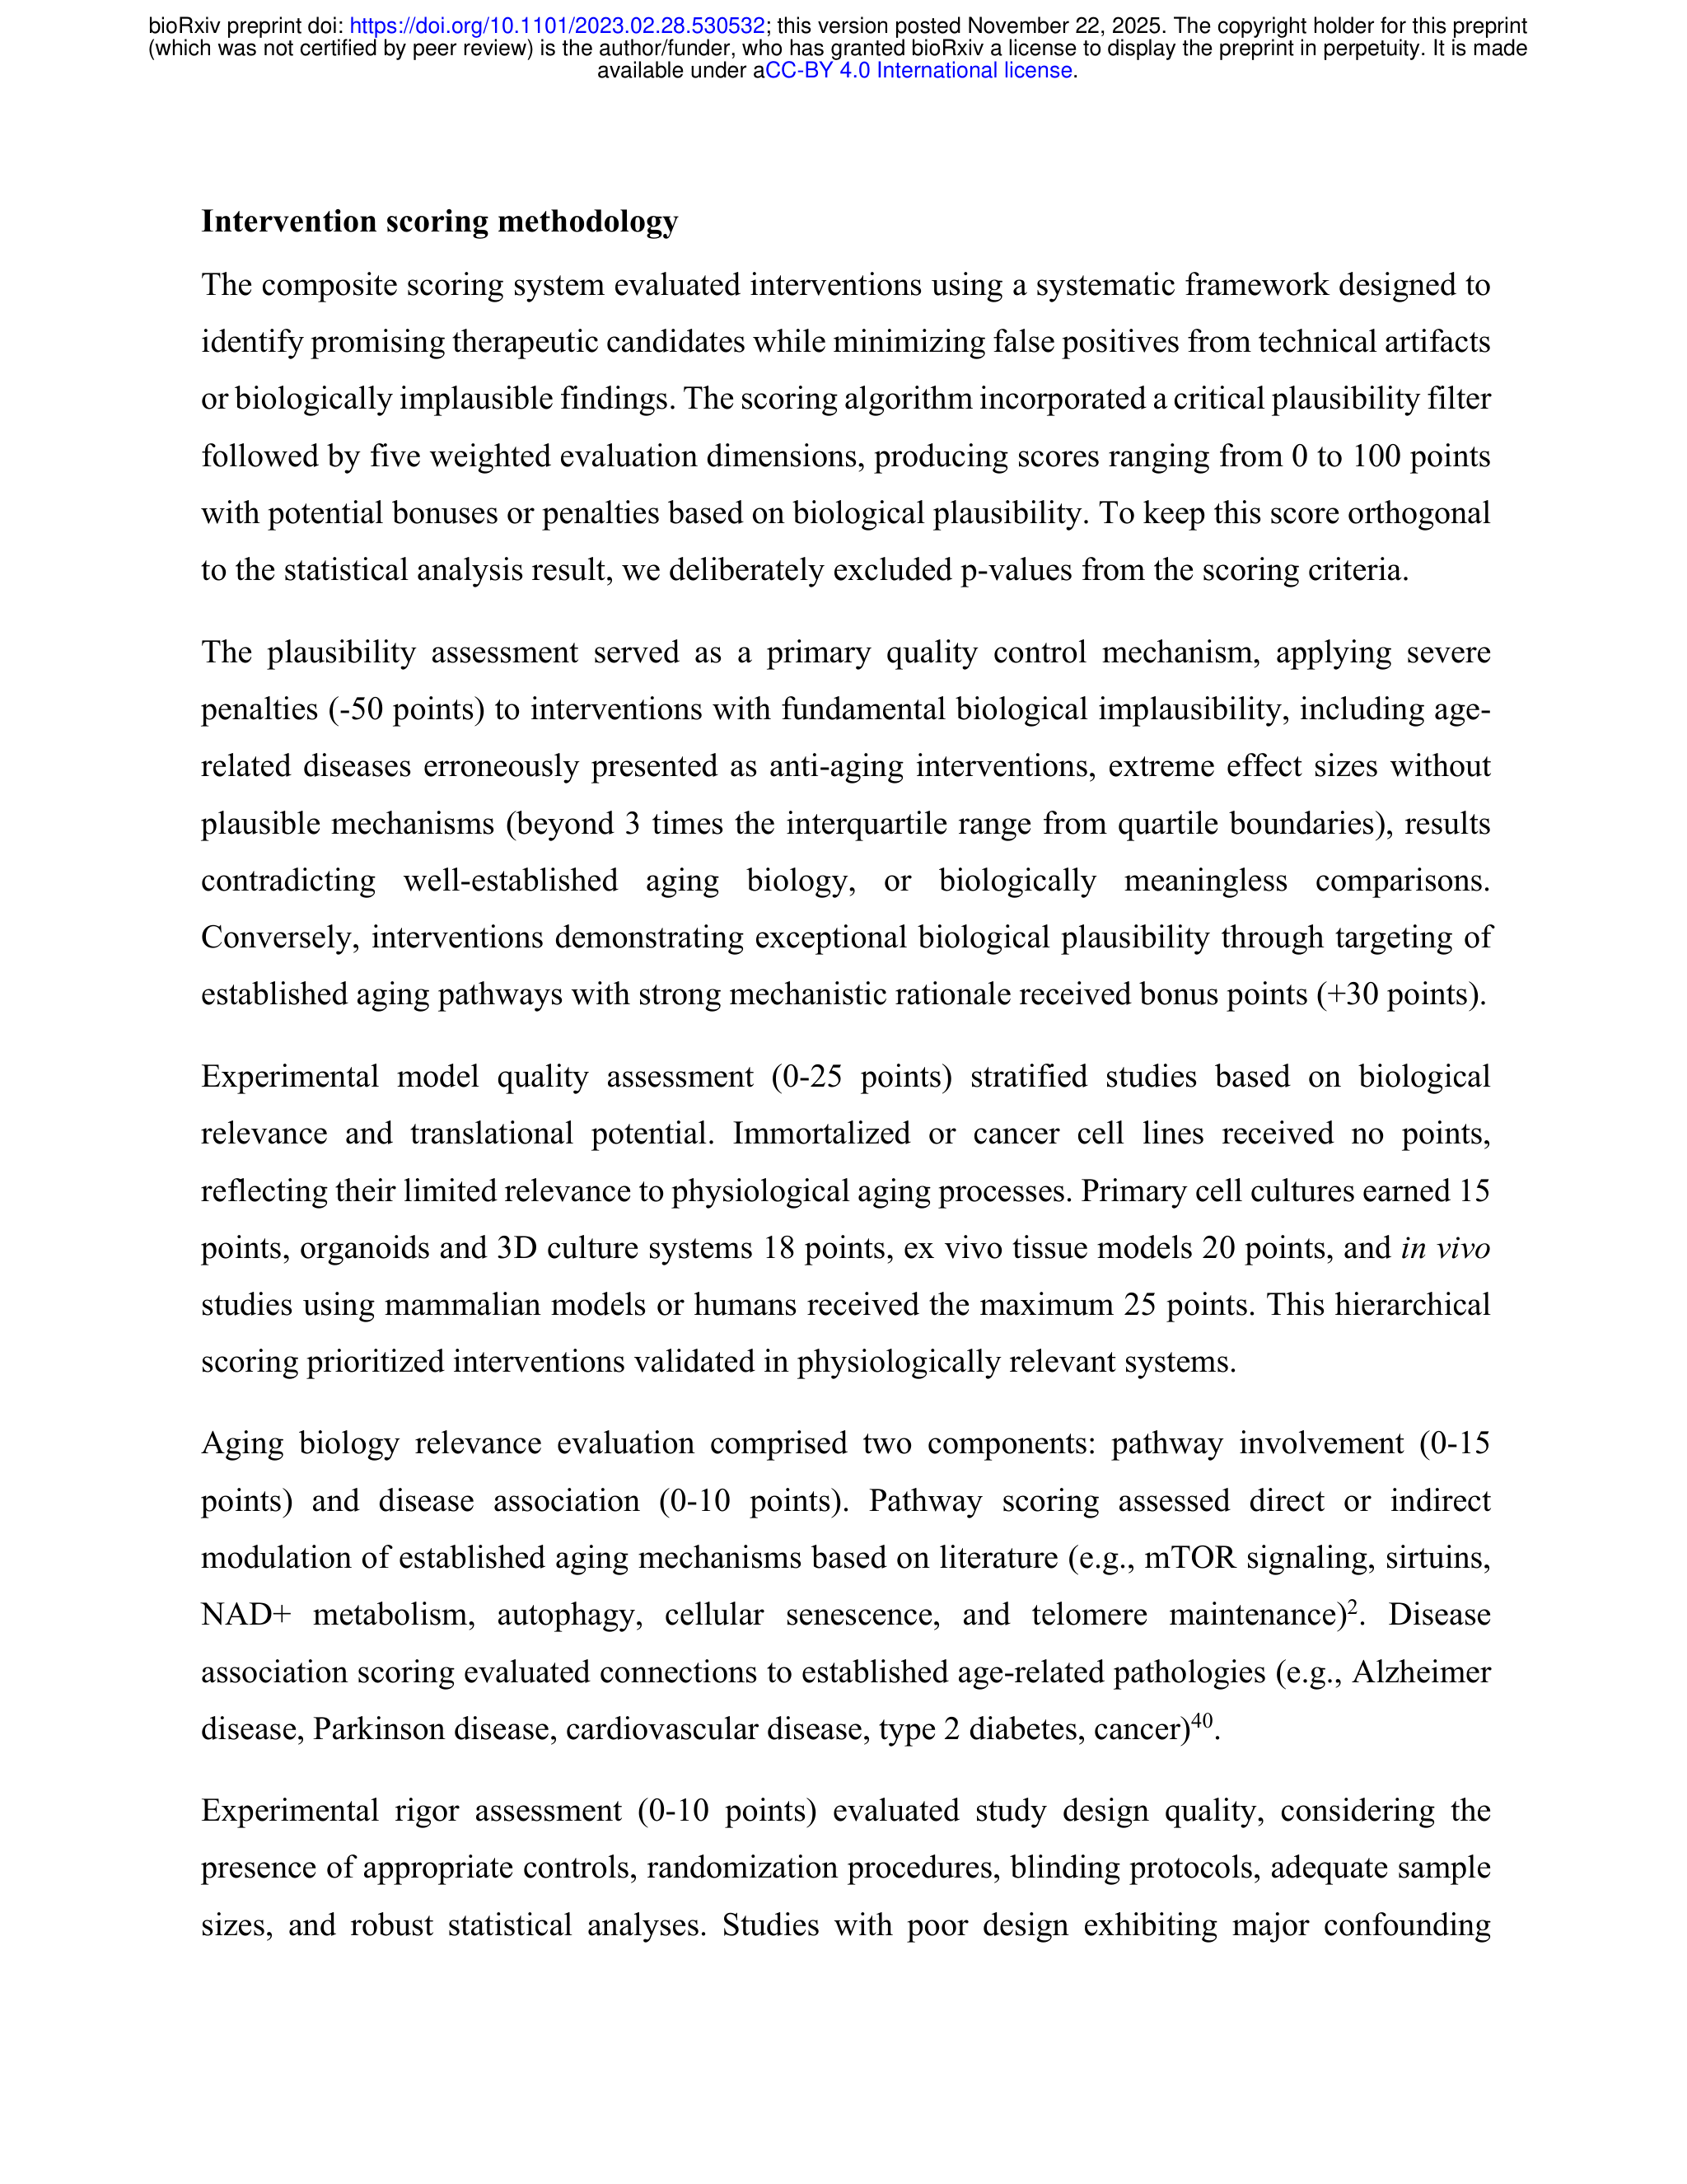 bioRxiv preprint doi: https://doi.org/10.1101/2023.02.28.530532; this version posted November 22, 2025. The copyright holder for this preprint
(which was not certified by peer review) is the author/funder, who has granted bioRxiv a license to display the preprint in perpetuity. It is made
available under aCC-BY 4.0 International license.
Intervention scoring methodology
The composite scoring system evaluated interventions using a systematic framework designed to
identify promising therapeutic candidates while minimizing false positives from technical artifacts
or biologically implausible findings. The scoring algorithm incorporated a critical plausibility filter
followed by five weighted evaluation dimensions, producing scores ranging from 0 to 100 points
with potential bonuses or penalties based on biological plausibility. To keep this score orthogonal
to the statistical analysis result, we deliberately excluded p-values from the scoring criteria.
The plausibility assessment served as a primary quality control mechanism, applying severe
penalties (-50 points) to interventions with fundamental biological implausibility, including age-
related diseases erroneously presented as anti-aging interventions, extreme effect sizes without
plausible mechanisms (beyond 3 times the interquartile range from quartile boundaries), results
contradicting well-established aging biology, or biologically meaningless comparisons.
Conversely, interventions demonstrating exceptional biological plausibility through targeting of
established aging pathways with strong mechanistic rationale received bonus points (+30 points).
Experimental model quality assessment (0-25 points) stratified studies based on biological
relevance and translational potential. Immortalized or cancer cell lines received no points,
reflecting their limited relevance to physiological aging processes. Primary cell cultures earned 15
points, organoids and 3D culture systems 18 points, ex vivo tissue models 20 points, and in vivo
studies using mammalian models or humans received the maximum 25 points. This hierarchical
scoring prioritized interventions validated in physiologically relevant systems.
Aging biology relevance evaluation comprised two components: pathway involvement (0-15
points) and disease association (0-10 points). Pathway scoring assessed direct or indirect
modulation of established aging mechanisms based on literature (e.g., mTOR signaling, sirtuins,
NAD+ metabolism, autophagy, cellular senescence, and telomere maintenance)2. Disease
association scoring evaluated connections to established age-related pathologies (e.g., Alzheimer
disease, Parkinson disease, cardiovascular disease, type 2 diabetes, cancer)40.
Experimental rigor assessment (0-10 points) evaluated study design quality, considering the
presence of appropriate controls, randomization procedures, blinding protocols, adequate sample
sizes, and robust statistical analyses. Studies with poor design exhibiting major confounding